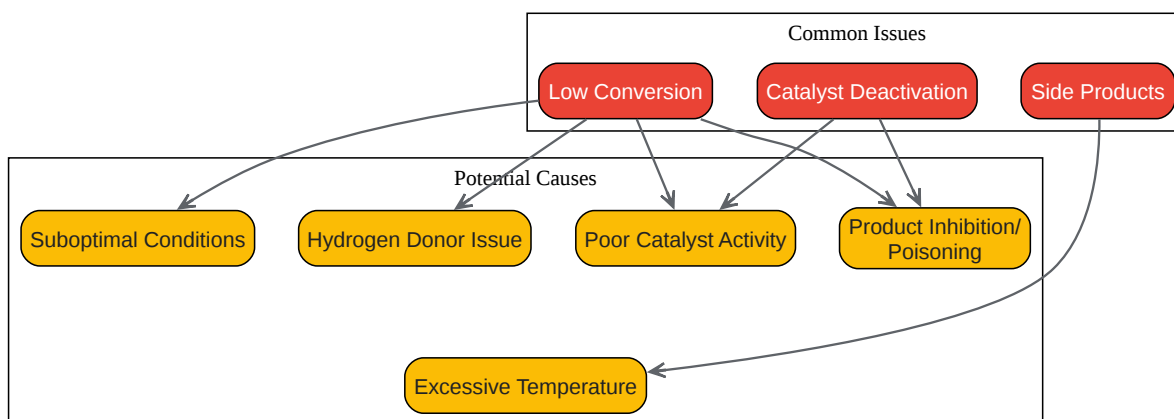 Common Issues
Low Conversion
Catalyst Deactivation
Side Products
Potential Causes
Suboptimal Conditions
Hydrogen Donor Issue
Poor Catalyst Activity
Product Inhibition/
Poisoning
Excessive Temperature